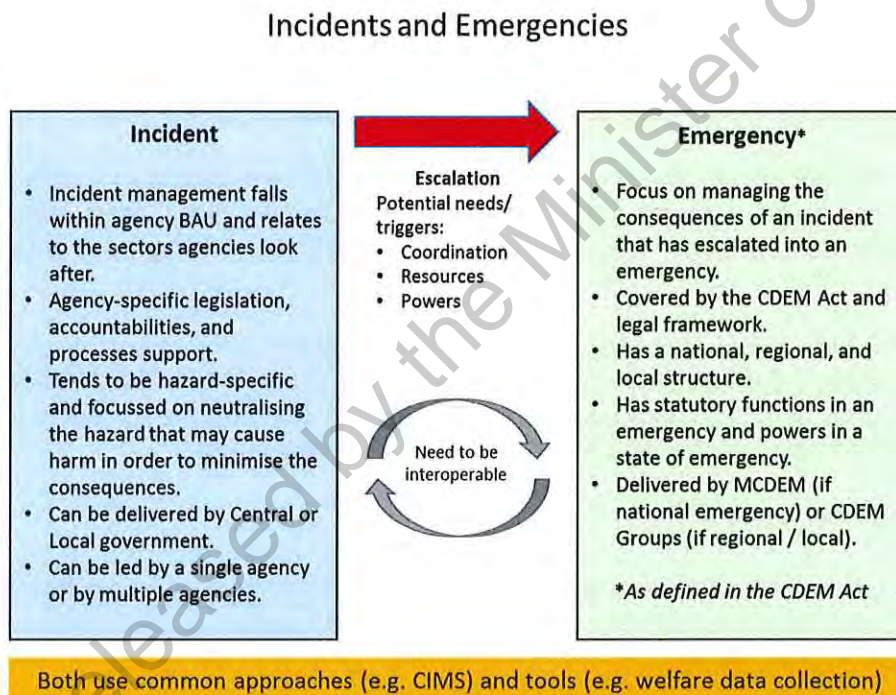 Incidents and Emergencies
Incident
• Incident management falls
within agency BAU and relates
to the sectors agencies look
after.
• Agency-specific legislation,
accountabilities, and
processes support.
• Tends to be hazard-specific
and focussed on neutralising
the hazard that may cause
harm in order to minimise the
consequences.
• Can be delivered by Central or
Local government.
• Can be led by a single agency
or by multiple agencies.
Escalation
Potential needs/
triggers:
• Coordination
• Resources
• Powers
Need to be
interoperable
Emergency*
• Focus on managing the
consequences of an incident
that has escalated into an
emergency.
• Covered by the CDEM Act and
legal framework.
• Has a national, regional, and
local structure.
• Has statutory functions in an
emergency and powers in a
state of emergency.
• Delivered by MCDEM (if
national emergency) or CDEM
Groups (if regional / local).
*As defined in the CDEM Act
Both use common approaches (e.g. CIMS) and tools (e.g. welfare data collection)
released by the Minister